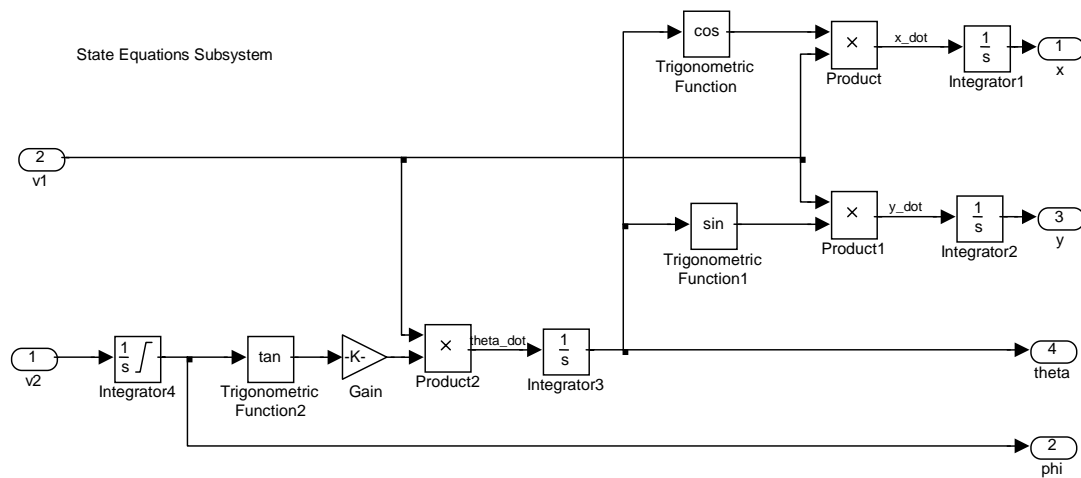 State Equations Subsystem
cos
Trigonometric
Function
×
Product
x_dot
1
s
Integrator1
1
x
2
v1
sin
Trigonometric
Function1
×
Product1
y_dot
1
s
Integrator2
3
y
1
v2
1
s
Integrator4
tan
Trigonometric
Function2
-K-
Gain
×
Product2
theta_dot
1
s
Integrator3
4
theta
2
phi